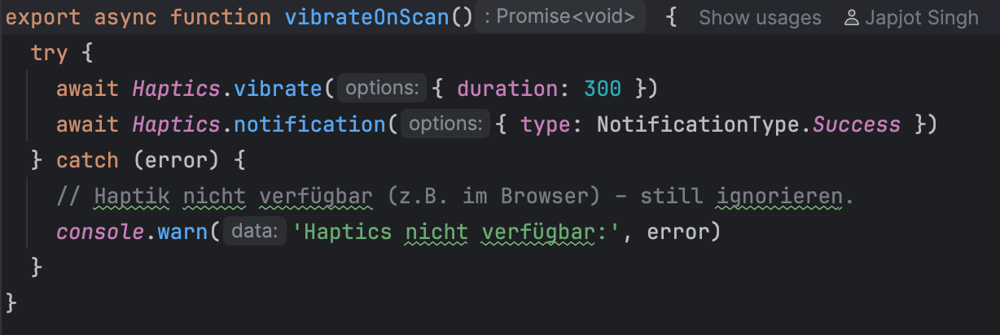 export async function vibrateOnScan() : Promise<void> { Show usages Japjot Singh
try {
await Haptics.vibrate( options: { duration: 300 })
await Haptics.notification( options: { type: NotificationType.Success })
} catch (error) {
// Haptik nicht verfügbar (z.B. im Browser) – still ignorieren.
console.warn( data: 'Haptics nicht verfügbar:', error)
}
}